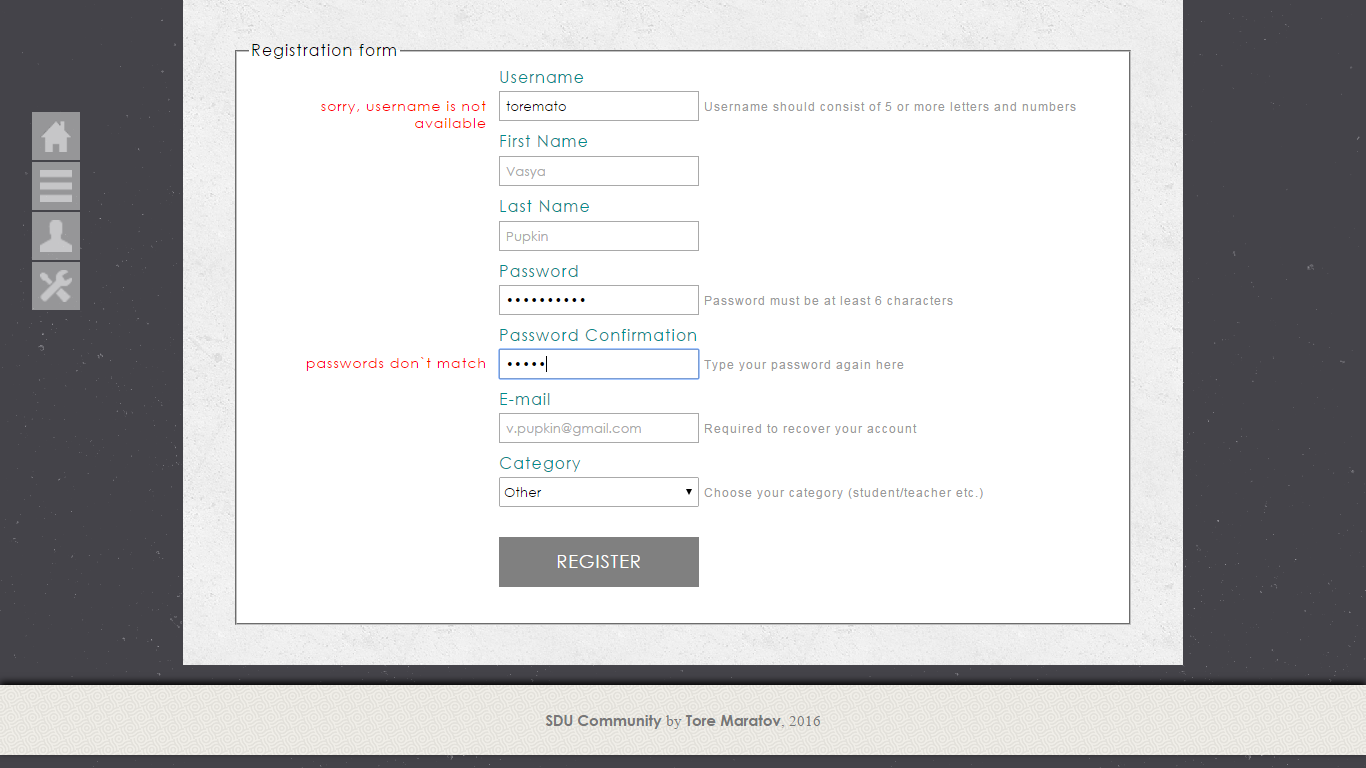 Registration form
Username
sorry, username is not
available
toremato
Username should consist of 5 or more letters and numbers
First Name
Vasya
Last Name
Pupkin
Password
••••••••••
Password must be at least 6 characters
Password Confirmation
passwords don`t match
•••••
Type your password again here
E-mail
v.pupkin@gmail.com
Required to recover your account
Category
Other
Choose your category (student/teacher etc.)
REGISTER
SDU Community by Tore Maratov, 2016